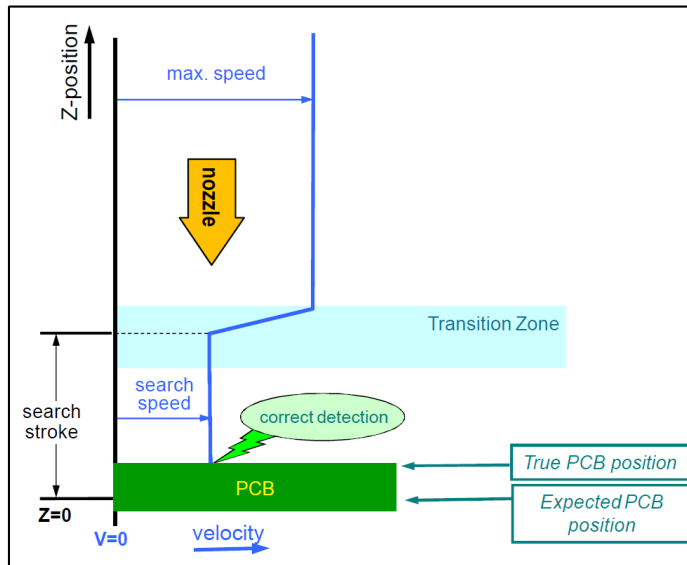 Z-position
max. speed
nozzle
Transition Zone
search
speed
search
stroke
correct detection
True PCB position
PCB
Expected PCB
position
Z=0
V=0
velocity